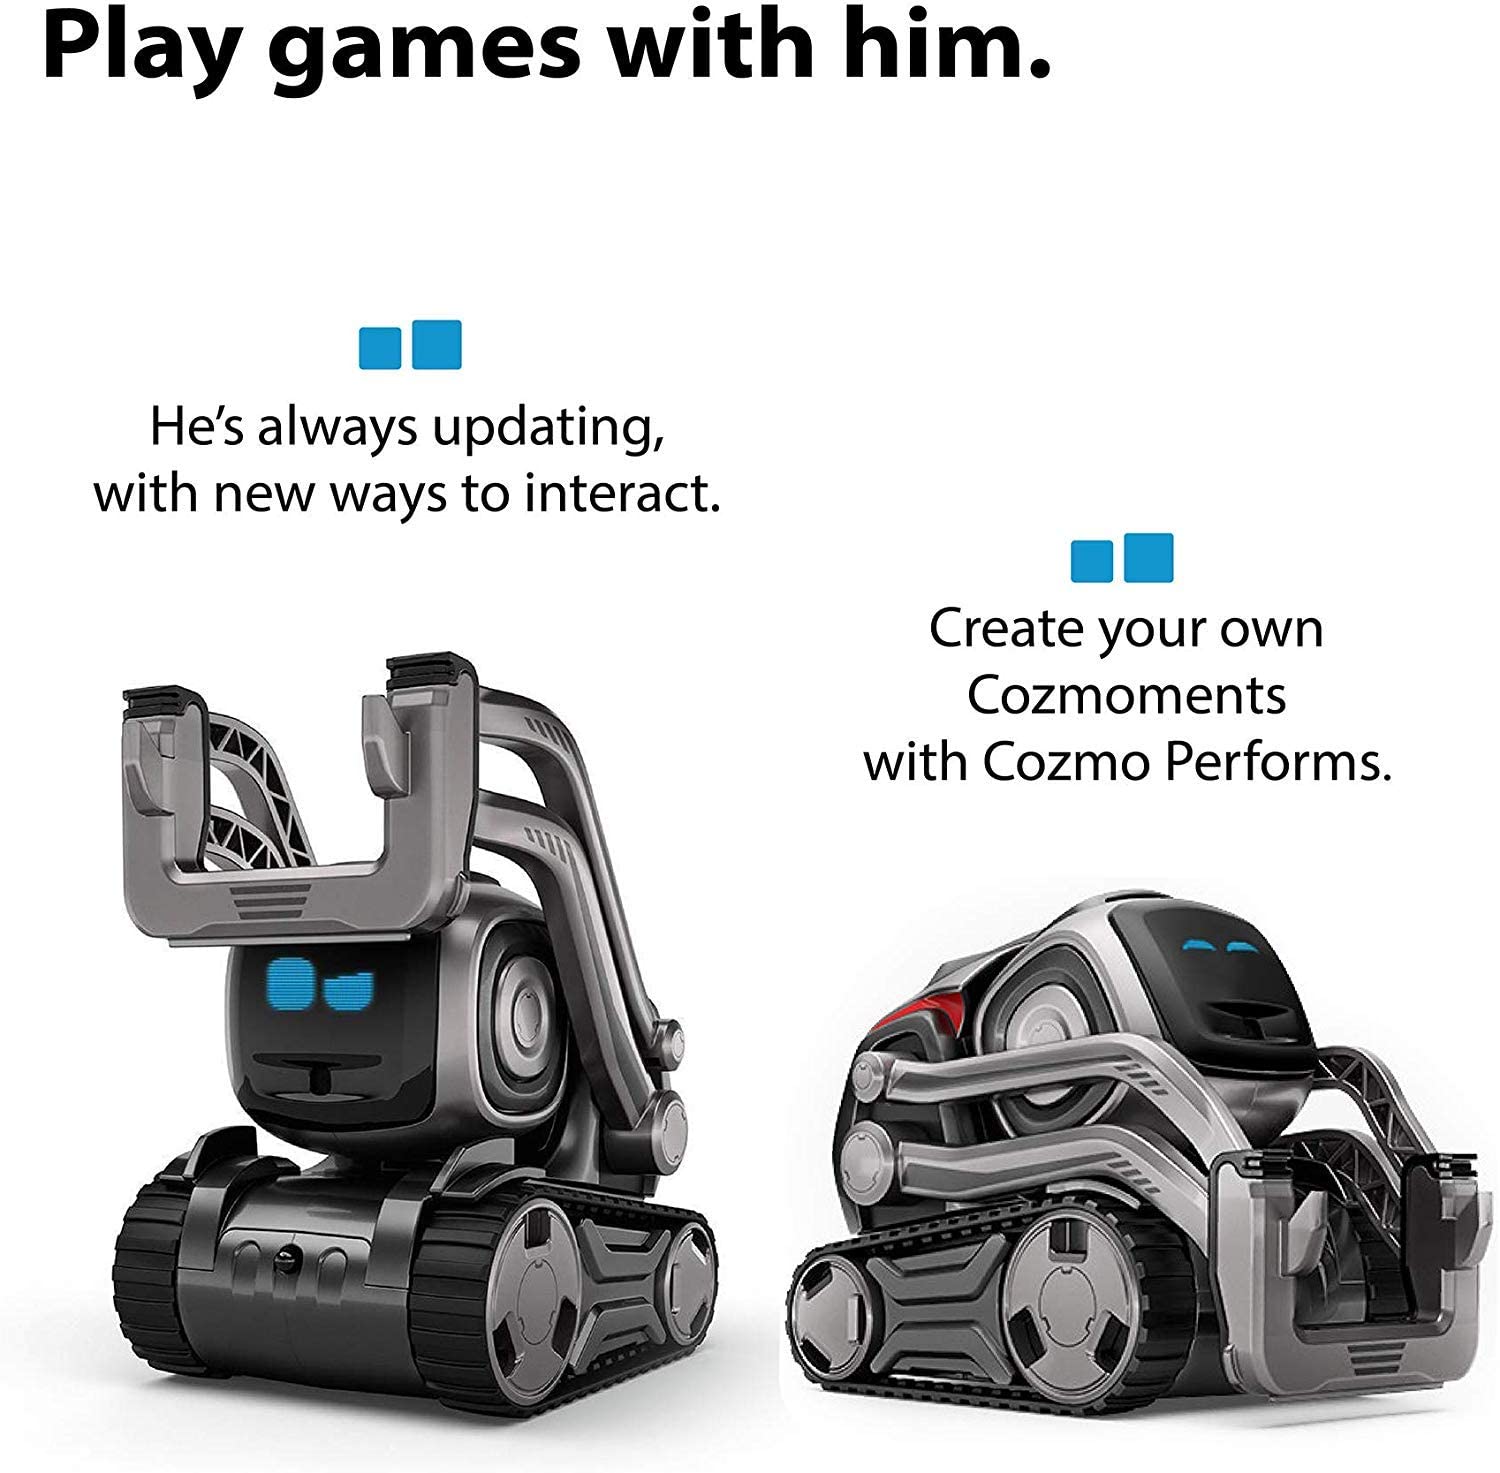 Play games with him.
He’s always updating,
with new ways to interact.
Create your own
Cozmoments
with Cozmo Performs.